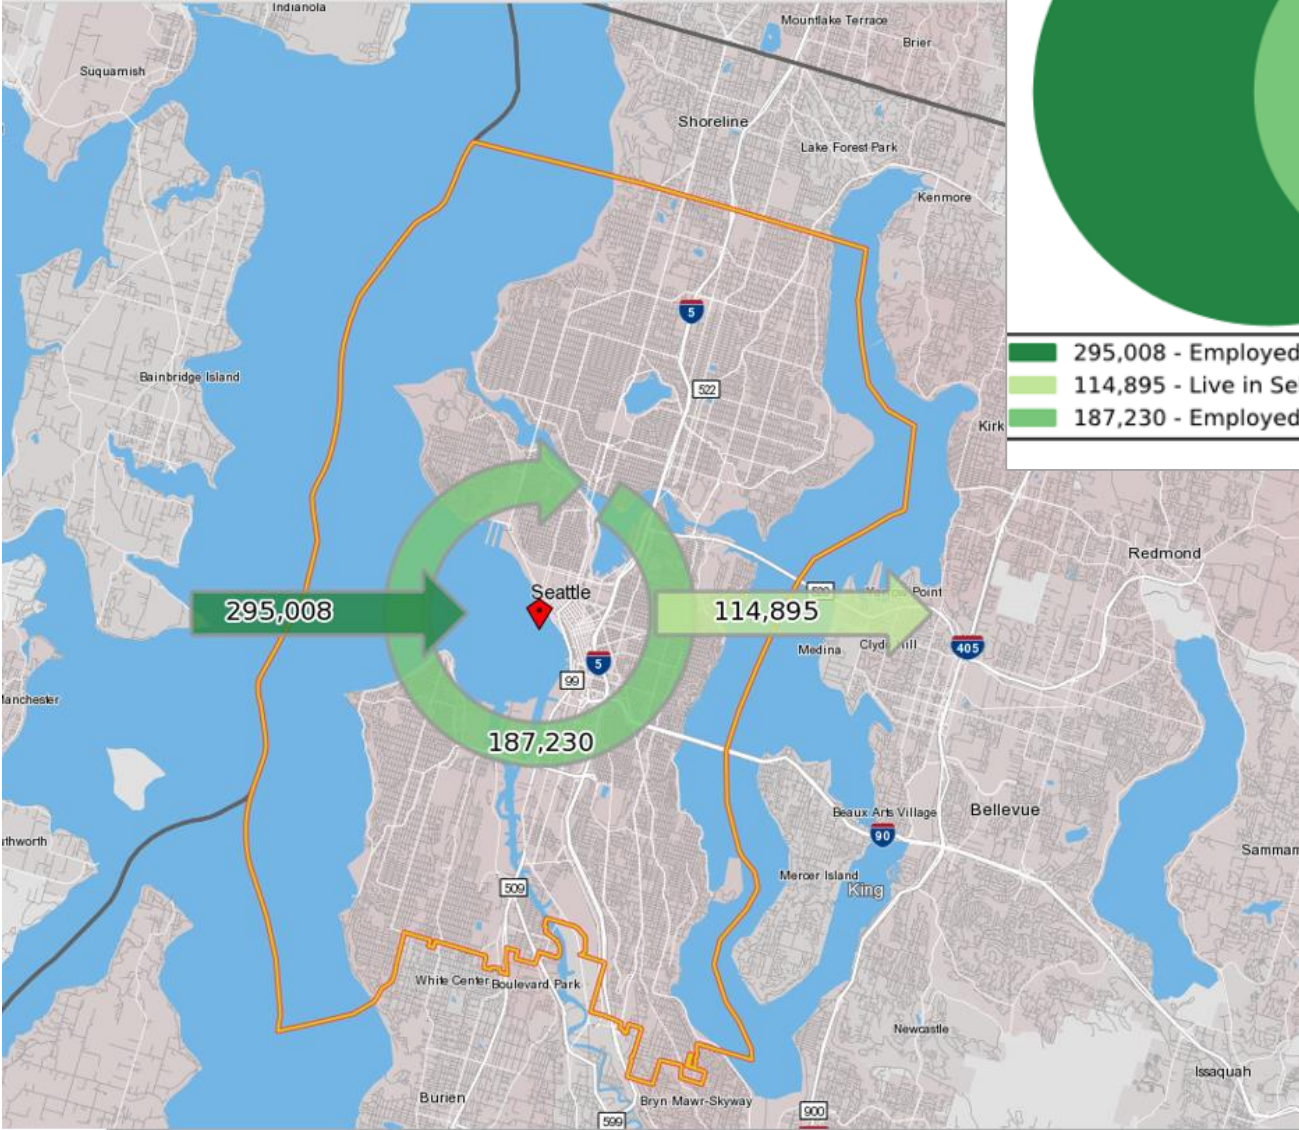 Indianola
Mountlake Terrace
Brier
Suquamish
Shoreline
Lake Forest Park
Kenmore
5
295,008 - Employed
114,895 - Live in Se
187,230 - Employed
Bainbridge Island
522
Kirk
Redmond
Seattle
Point
295,008
114,895
Medina
405
5
99
anchester
187,230
Beaux Arts Village
Bellevue
90
thworth
Sammam
Mercer Island
King
509
White Center
Boulevard Park
Newcastle
Issaquah
Burien
Bryn Mawr-Skyway
900
599